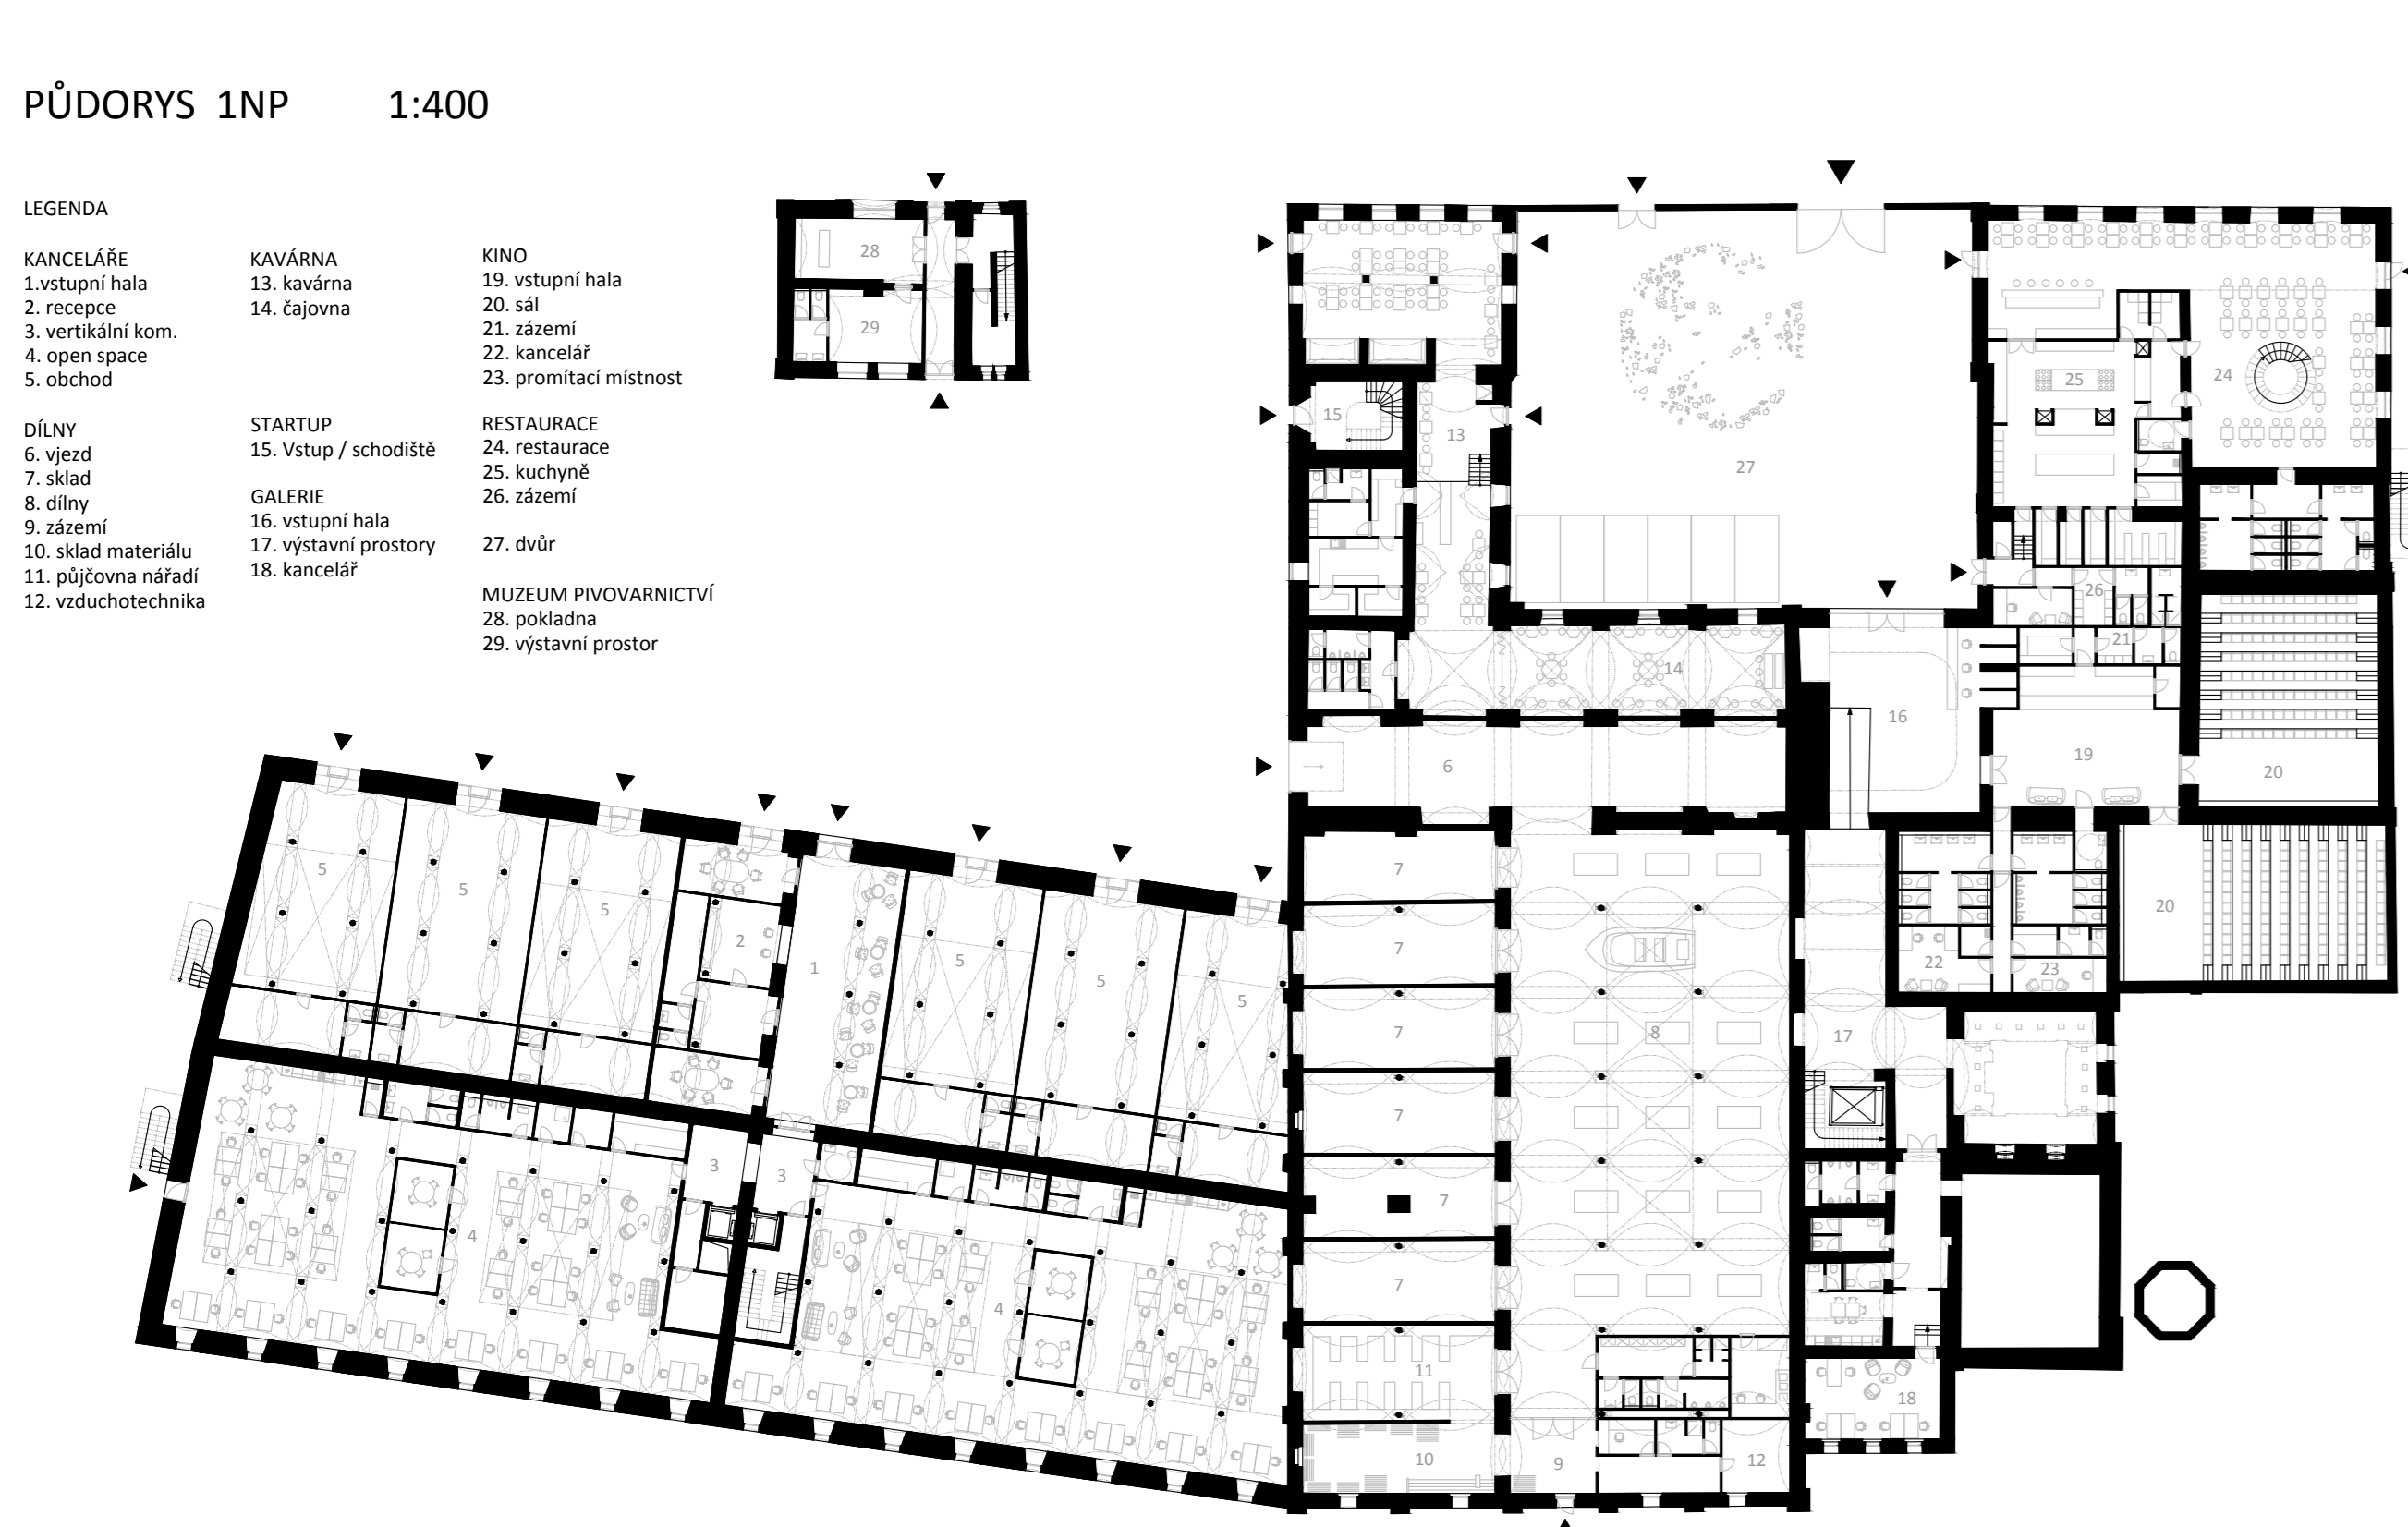 PŮDORYS 1NP 1:400
LEGENDA
KANCELÁŘE
1.vstupní hala
2. recepce
3. vertikální kom.
4. open space
5. obchod
DÍLNY
6. vjezd
7. sklad
8. dílny
9. zázemí
10. sklad materiálu
11. půjčovna nářadí
12. vzduchotechnika
KAVÁRNA
13. kavárna
14. čajovna
STARTUP
15. Vstup / schodiště
GALERIE
16. vstupní hala
17. výstavní prostory
18. kancelář
KINO
19. vstupní hala
20. sál
21. zázemí
22. kancelář
23. promítací místnost
RESTAURACE
24. restaurace
25. kuchyně
26. zázemí
27. dvůr
MUZEUM PIVOVARNICTVÍ
28. pokladna
29. výstavní prostor
28
29
15
13
27
25
24
26
21
14
16
19
20
6
20
5
5
5
2
1
5
5
5
7
7
7
7
7
7
8
22
23
17
3
3
4
4
11
10
9
12
18